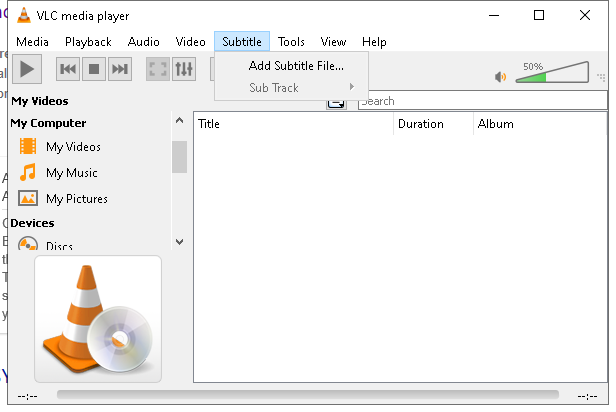 VLC media player
Media Playback Audio Video Subtitle Tools View Help
Add Subtitle File...
Sub Track
50%
My Videos
Search
My Computer
Title Duration Album
My Videos
My Music
My Pictures
Devices
Discs
--:-- --:--